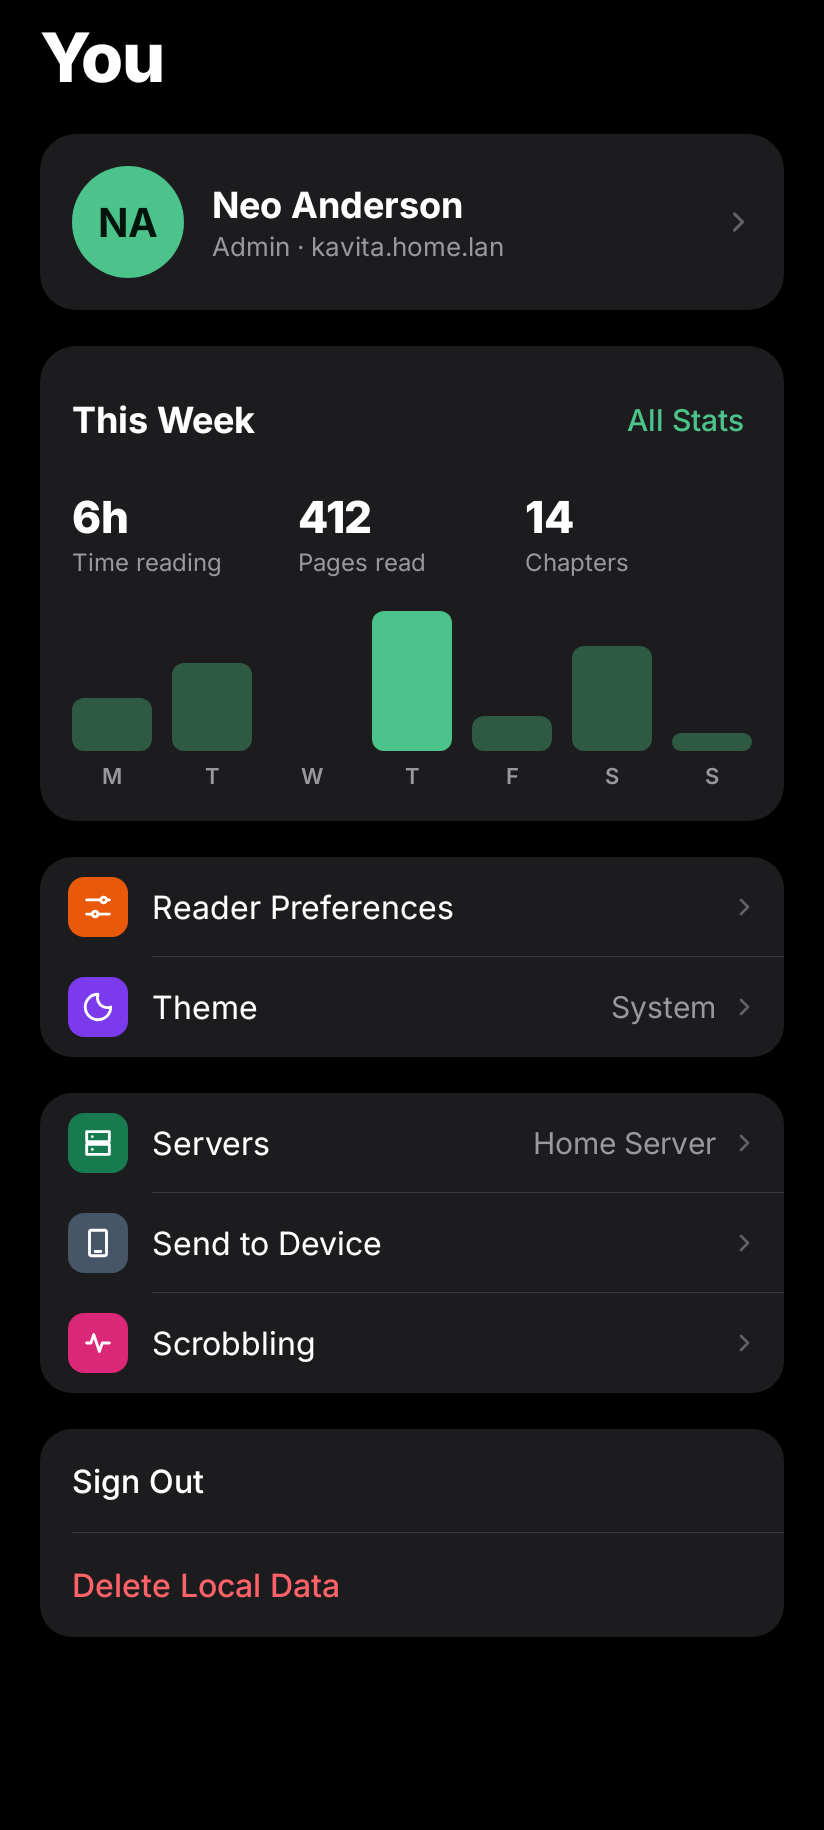 You
NA
Neo Anderson
Admin · kavita.home.lan
This Week
All Stats
6h 412 14
Time reading Pages read Chapters
M T W T F S S
Reader Preferences
Theme System
Servers Home Server
Send to Device
Scrobbling
Sign Out
Delete Local Data